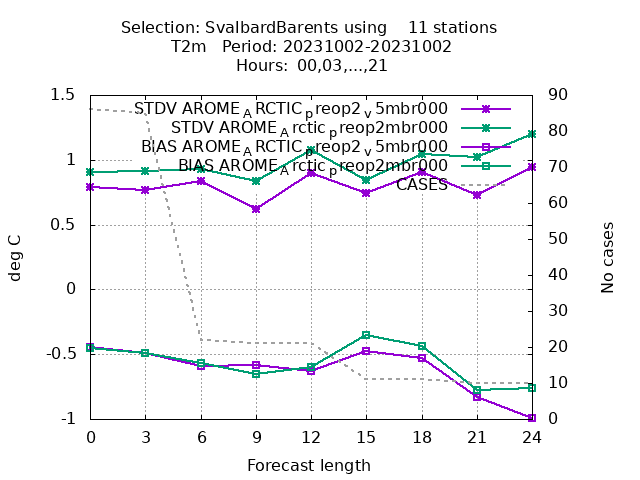 Selection: SvalbardBarents using 11 stations
T2m Period: 20231002-20231002
Hours: 00,03,...,21
1.5
1
0.5
0
-0.5
-1
deg C
90
80
70
60
50
40
30
20
10
0
No cases
STDV AROME_ARCTIC_preop2_v5mbr000
STDV AROME_Arctic_preop2mbr000
BIAS AROME_ARCTIC_preop2_v5mbr000
BIAS AROME_Arctic_preop2mbr000
CASES
0 3 6 9 12 15 18 21 24
Forecast length